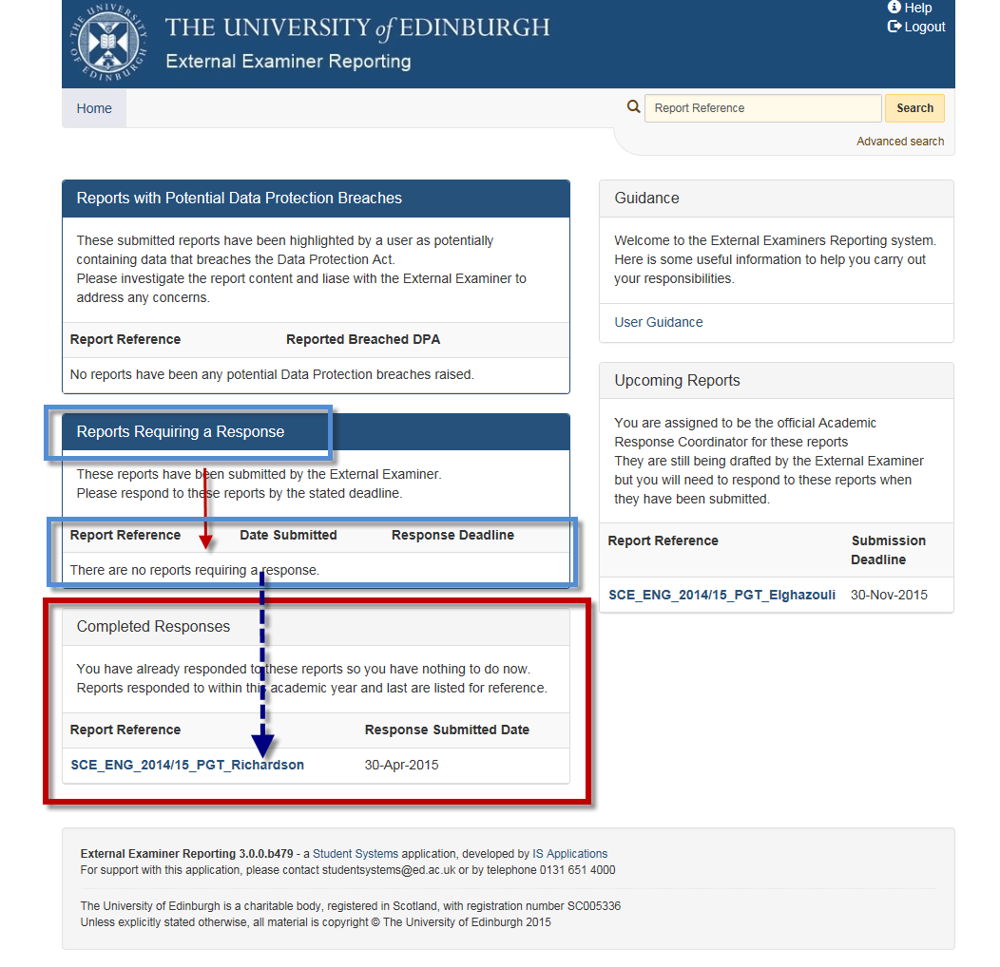 THE UNIVERSITY of EDINBURGH
External Examiner Reporting
THE UNIVERSITY OF EDINBURGH
Help
Logout
Home
Report Reference
Search
Advanced search
Reports with Potential Data Protection Breaches
These submitted reports have been highlighted by a user as potentially
containing data that breaches the Data Protection Act.
Please investigate the report content and liase with the External Examiner to
address any concerns.
Report Reference Reported Breached DPA
No reports have been any potential Data Protection breaches raised.
Reports Requiring a Response
These reports have been submitted by the External Examiner.
Please respond to these reports by the stated deadline.
Report Reference Date Submitted Response Deadline
There are no reports requiring a response.
Completed Responses
You have already responded to these reports so you have nothing to do now.
Reports responded to within this academic year and last are listed for reference.
Report Reference Response Submitted Date
SCE_ENG_2014/15_PGT_Richardson 30-Apr-2015
Guidance
Welcome to the External Examiners Reporting system.
Here is some useful information to help you carry out
your responsibilities.
User Guidance
Upcoming Reports
You are assigned to be the official Academic
Response Coordinator for these reports
They are still being drafted by the External Examiner
but you will need to respond to these reports when
they have been submitted.
Report Reference Submission
Deadline
SCE_ENG_2014/15_PGT_Elghazouli 30-Nov-2015
External Examiner Reporting 3.0.0.b479 - a Student Systems application, developed by IS Applications
For support with this application, please contact studentsystems@ed.ac.uk or by telephone 0131 651 4000
The University of Edinburgh is a charitable body, registered in Scotland, with registration number SC005336
Unless explicitly stated otherwise, all material is copyright © The University of Edinburgh 2015